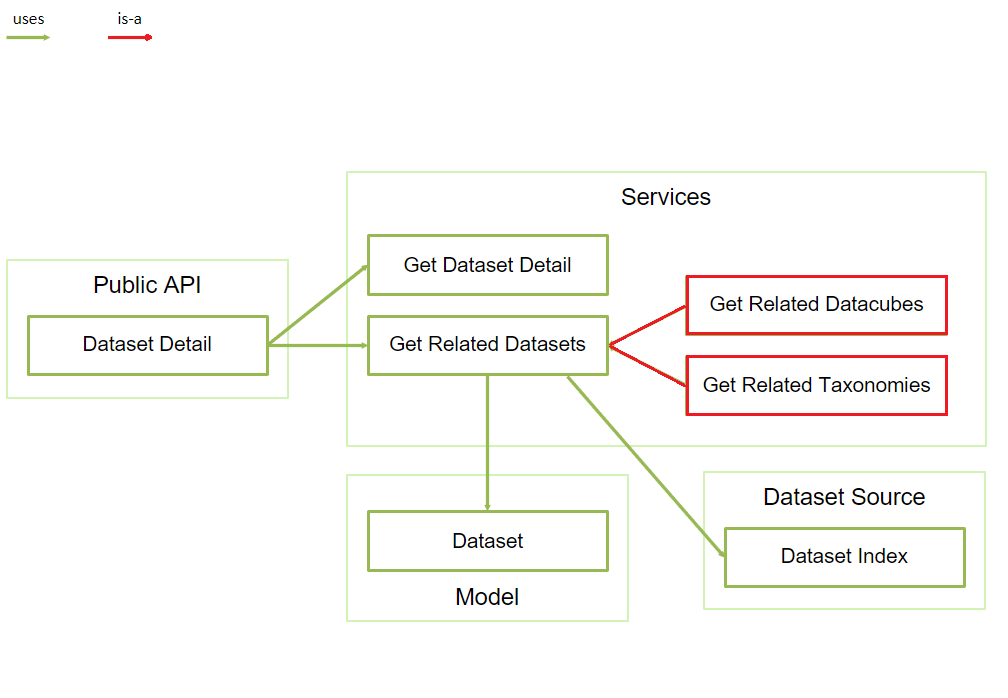 uses
is-a
Services
Get Dataset Detail
Public API
Get Related Datacubes
Dataset Detail
Get Related Datasets
Get Related Taxonomies
Dataset Source
Dataset
Dataset Index
Model